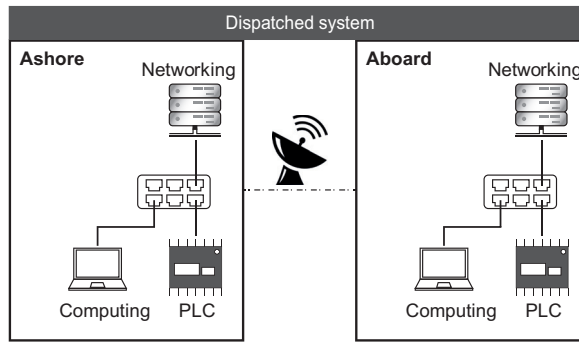 Dispatched system
Ashore
Networking
Computing
PLC
Aboard
Networking
Computing
PLC